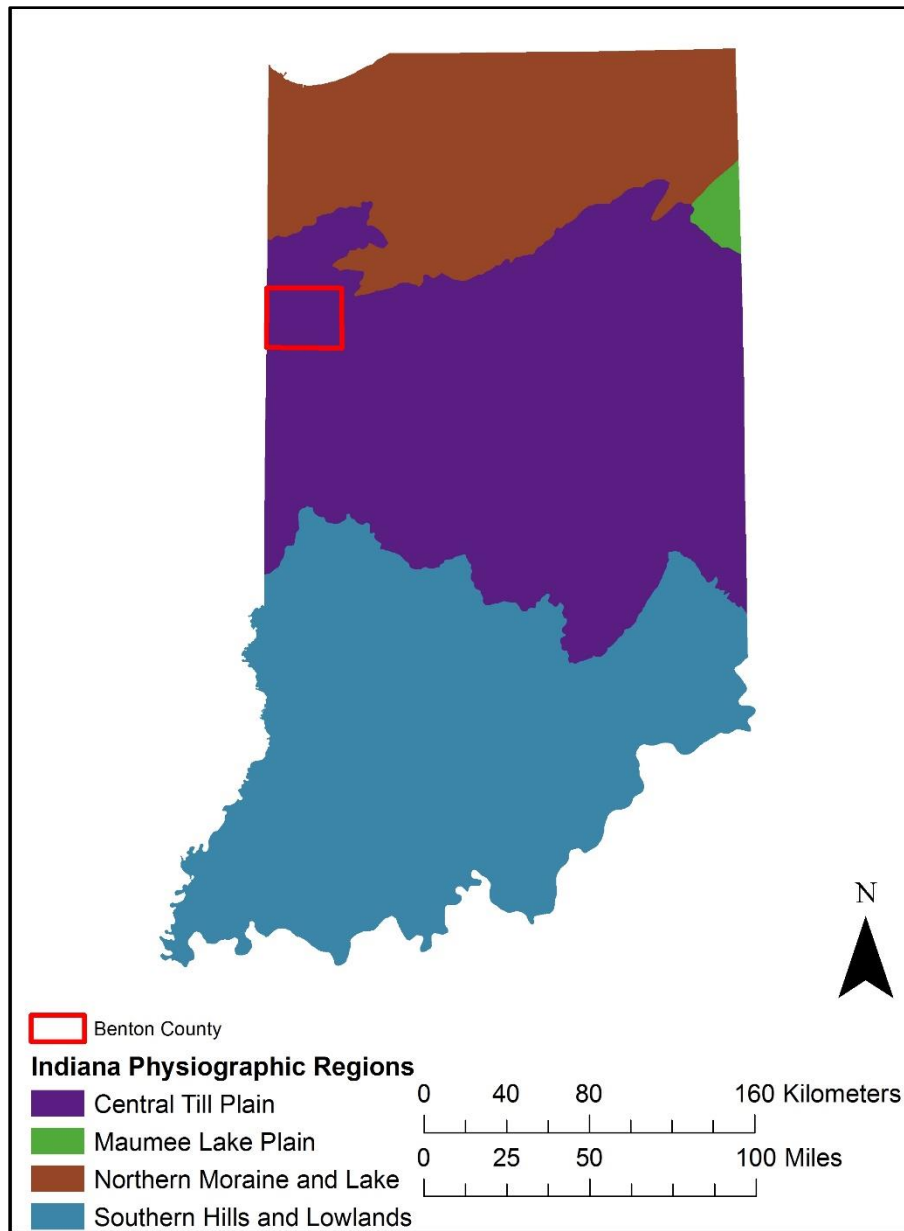 N
Benton County
Indiana Physiographic Regions
Central Till Plain
Maumee Lake Plain
Northern Moraine and Lake
Southern Hills and Lowlands
0 40 80 160 Kilometers
0 25 50 100 Miles